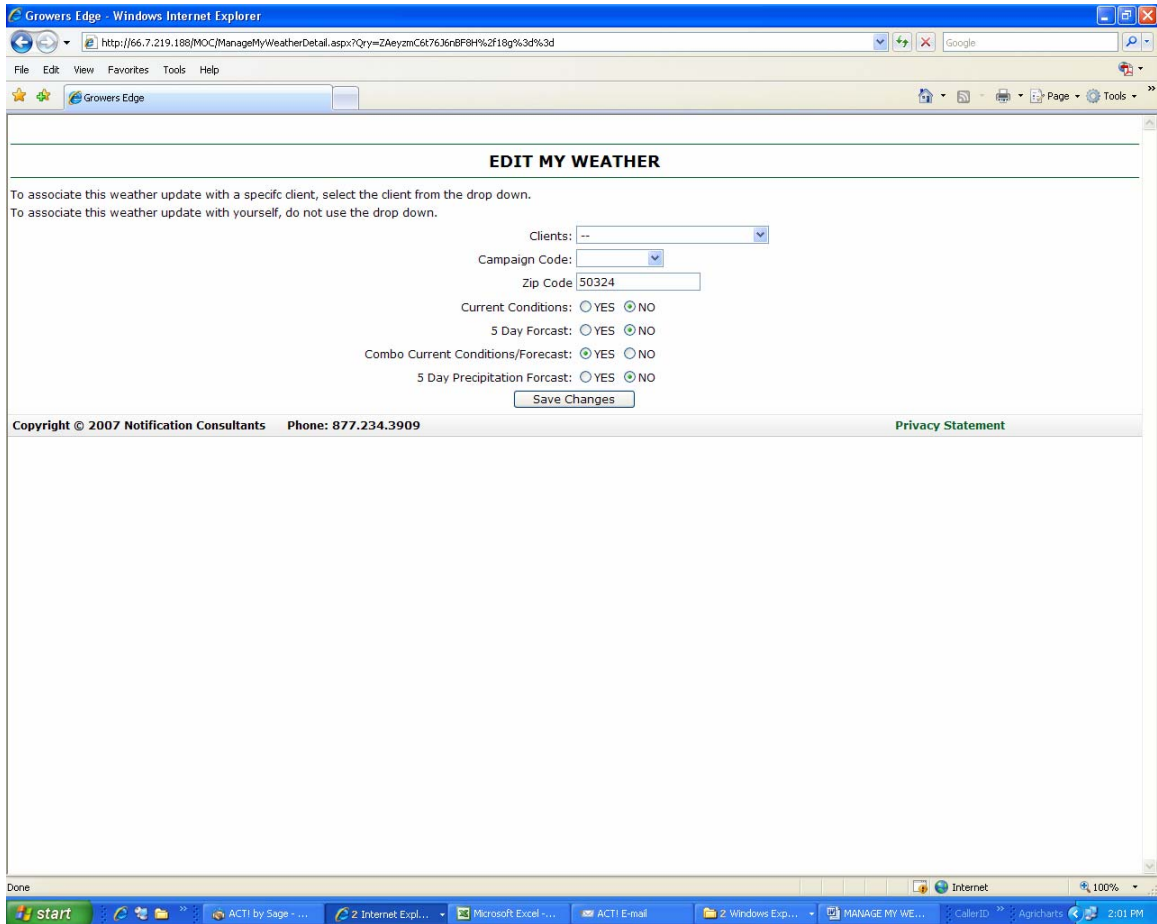 Growers Edge - Windows Internet Explorer
http://66.7.219.188/MOC/ManageMyWeatherDetail.aspx?Qry=ZAeyzmC6t76J6nBF8H%2f18g%3d%3d
Google
File Edit View Favorites Tools Help
Growers Edge
Page Tools
EDIT MY WEATHER
To associate this weather update with a specifc client, select the client from the drop down.
To associate this weather update with yourself, do not use the drop down.
Clients: --
Campaign Code:
Zip Code 50324
Current Conditions: YES NO
5 Day Forcast: YES NO
Combo Current Conditions/Forecast: YES NO
5 Day Precipitation Forcast: YES NO
Save Changes
Copyright © 2007 Notification Consultants Phone: 877.234.3909 Privacy Statement
Done Internet 100%
start ACT! by Sage - ... 2 Internet Expl... Microsoft Excel -... ACT! E-mail 2 Windows Exp... MANAGE MY WE... CallerID Agricharts 2:01 PM